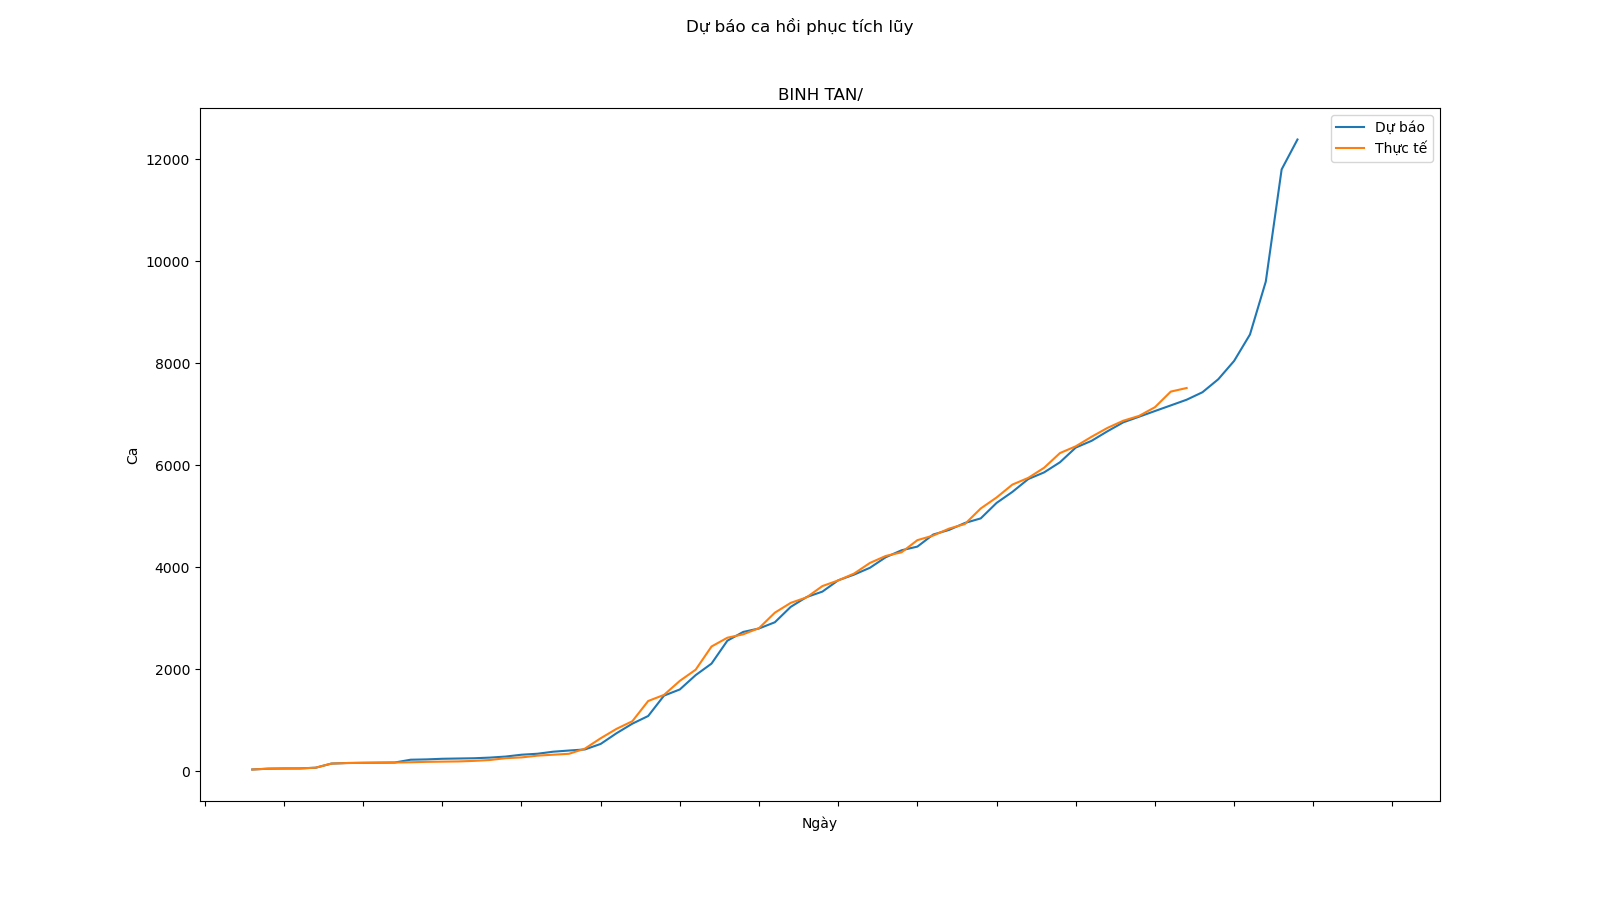 Dự báo ca hồi phục tích lũy
BINH TAN/
Dự báo
Thực tế
12000
10000
8000
6000
4000
2000
0
Ca
Ngày